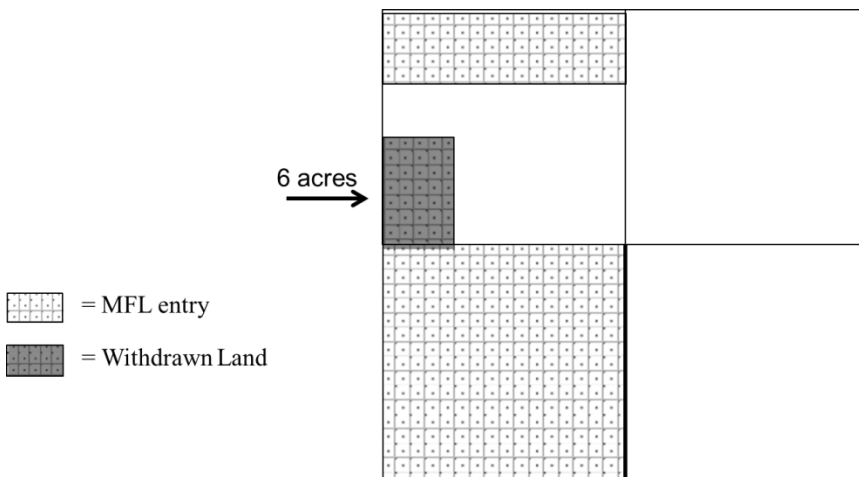 6 acres
= MFL entry
= Withdrawn Land